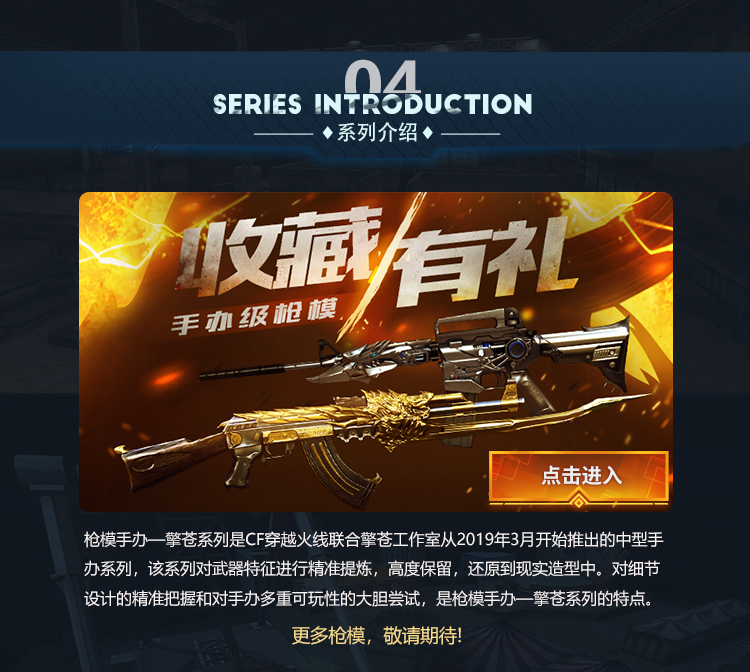 04
SERIES INTRODUCTION
系列介绍
收藏/有礼
手办级枪模
点击进入
枪模手办—擎苍系列是CF穿越火线联合擎苍工作室从2019年3月开始推出的中型手
办系列，该系列对武器特征进行精准提炼，高度保留，还原到现实造型中。对细节
设计的精准把握和对手办多重可玩性的大胆尝试，是枪模手办—擎苍系列的特点。
更多枪模，敬请期待!